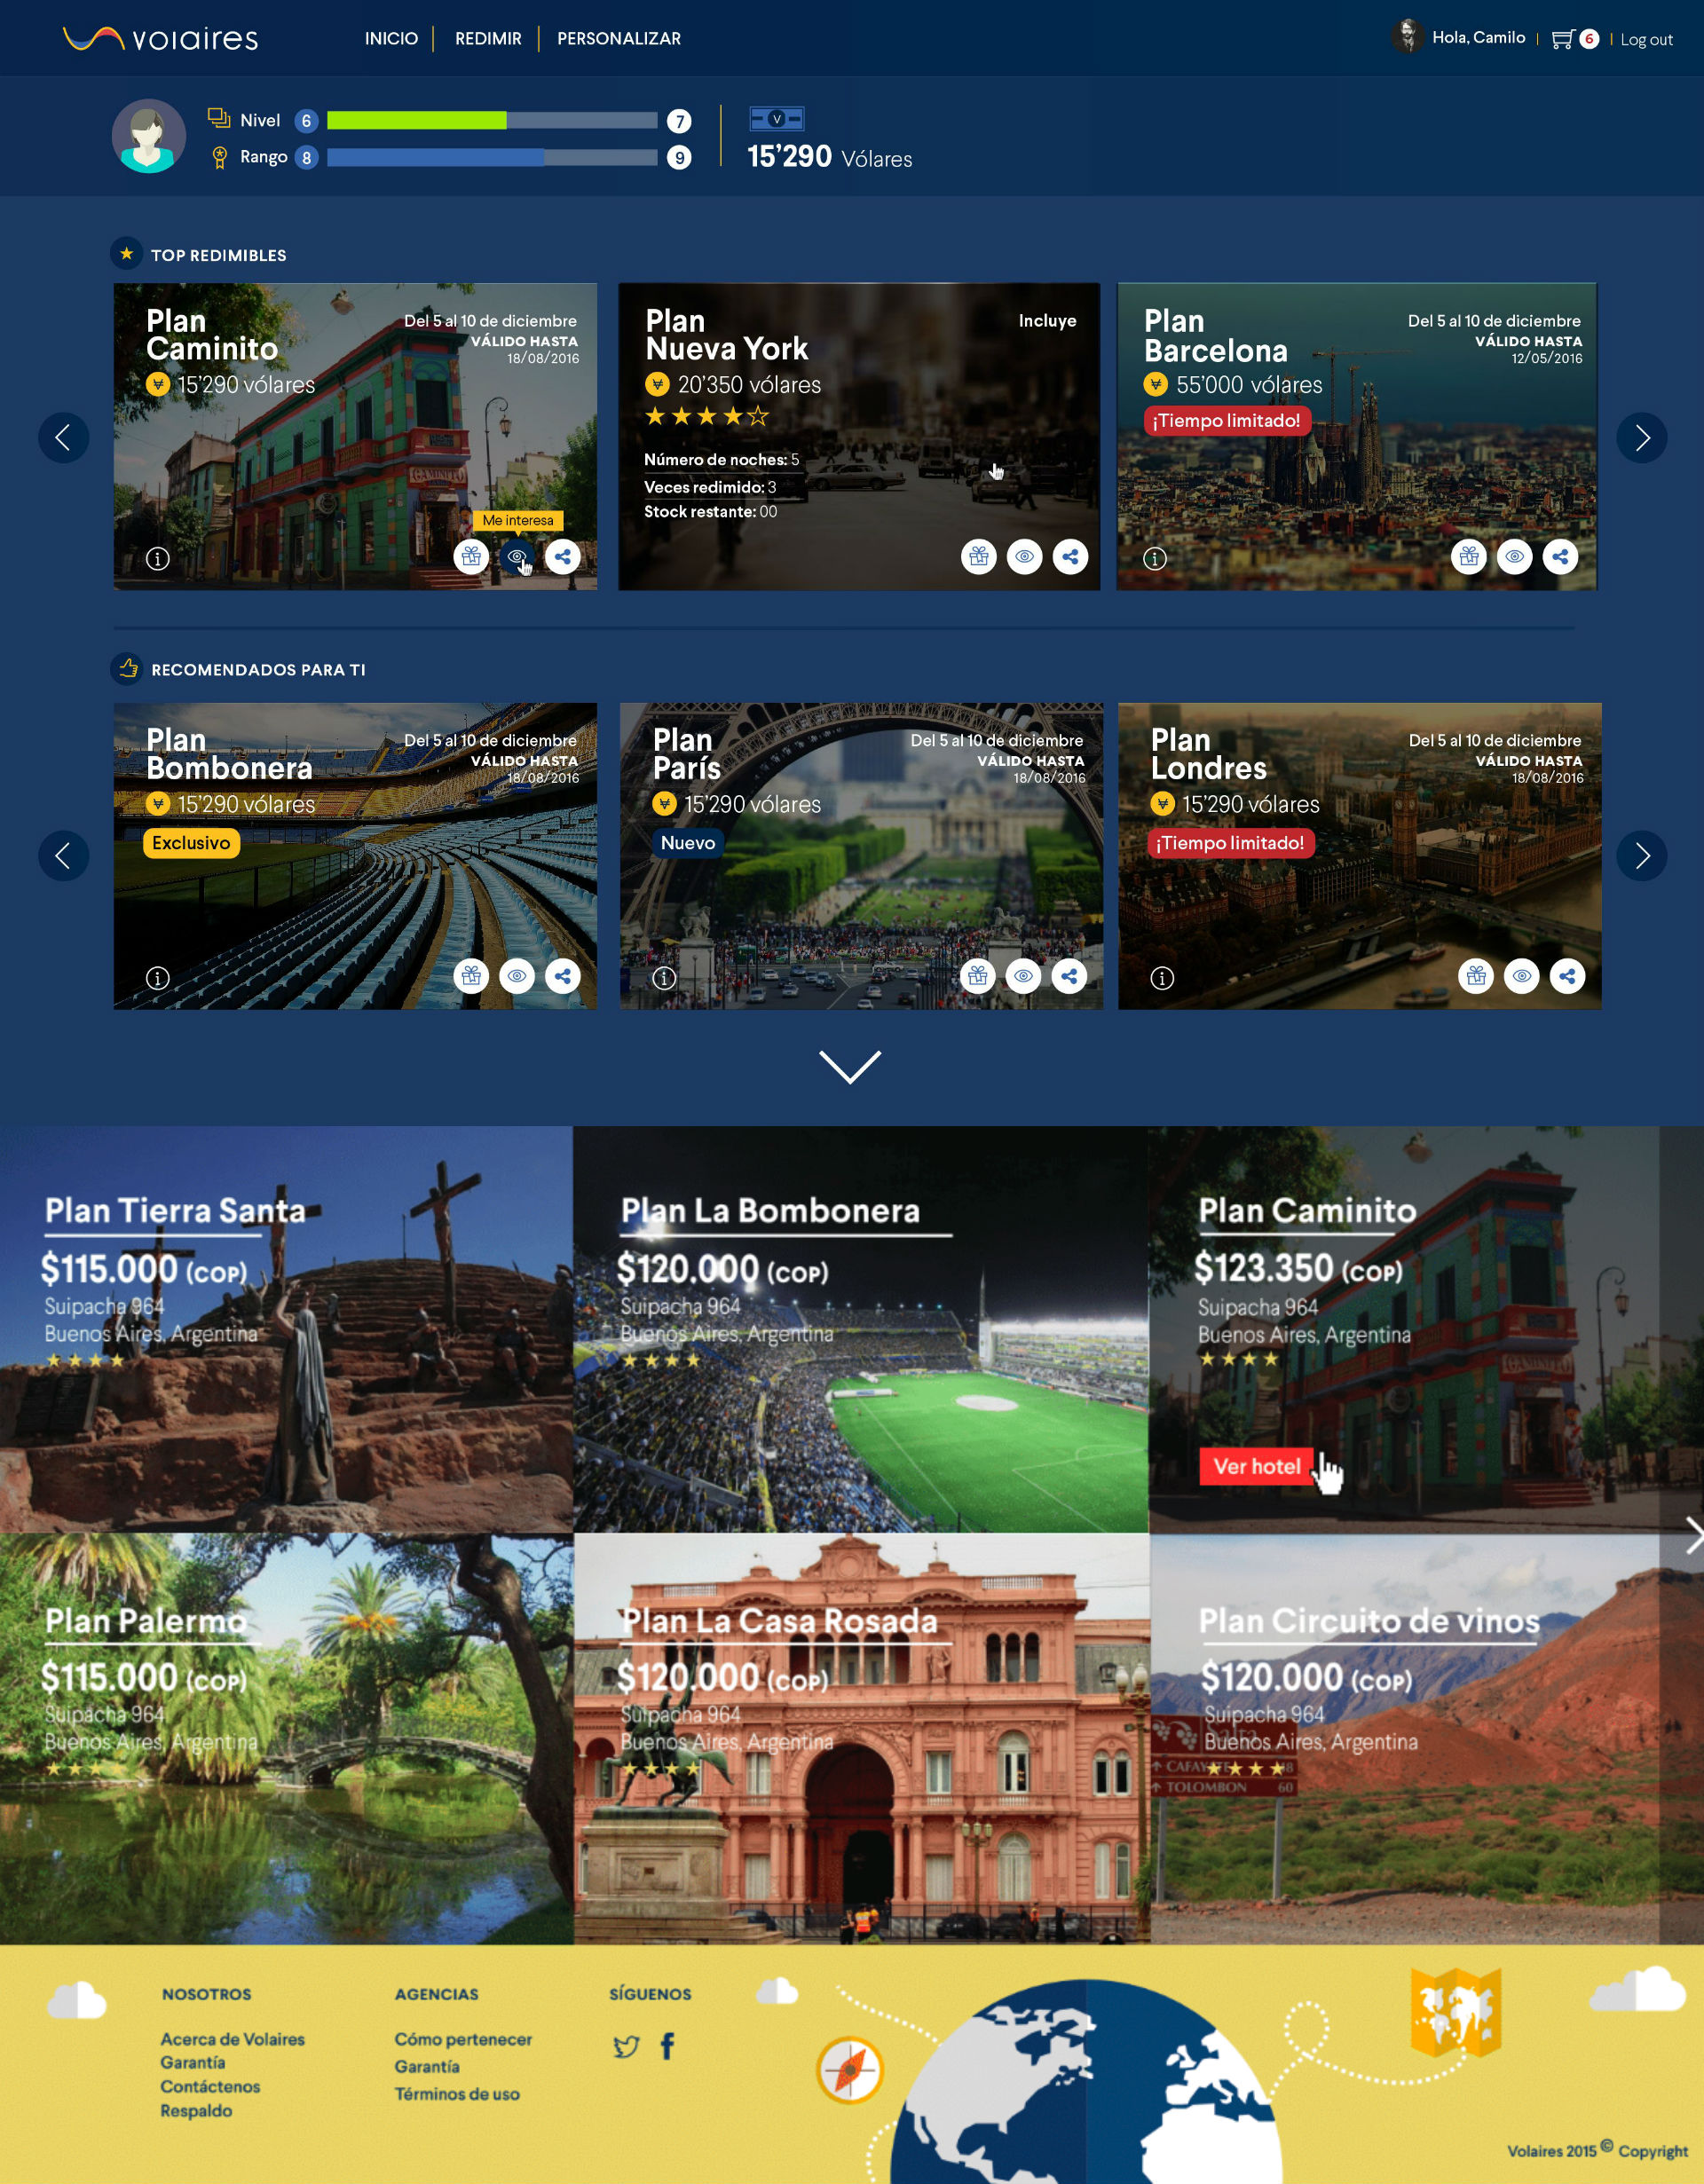 volaires
INICIO
REDIMIR
PERSONALIZAR
Hola, Camilo
6
Log out
Nivel 6
7
Rango 8
9
V
15'290 Vólares
TOP REDIMIBLES
Plan
Caminito
15'290 vólares
Del 5 al 10 de diciembre
VÁLIDO HASTA
18/08/2016
GAMINITO
Me interesa
Plan
Nueva York
20'350 vólares
Incluye
Número de noches: 5
Veces redimido: 3
Stock restante: 00
Plan
Barcelona
55'000 vólares
¡Tiempo limitado!
Del 5 al 10 de diciembre
VÁLIDO HASTA
12/05/2016
RECOMENDADOS PARA TI
Plan
Bombonera
15'290 vólares
Exclusivo
Del 5 al 10 de diciembre
VÁLIDO HASTA
18/08/2016
Plan
París
15'290 vólares
Nuevo
Del 5 al 10 de diciembre
VÁLIDO HASTA
18/08/2016
Plan
Londres
15'290 vólares
¡Tiempo limitado!
Del 5 al 10 de diciembre
VÁLIDO HASTA
18/08/2016
Plan Tierra Santa
$115.000 (COP)
Suipacha 964
Buenos Aires, Argentina
Plan La Bombonera
$120.000 (COP)
Suipacha 964
Buenos Aires, Argentina
Plan Caminito
$123.350 (COP)
Suipacha 964
Buenos Aires, Argentina
GAMINITO
Ver hotel
Plan Palermo
$115.000 (COP)
Suipacha 964
Buenos Aires, Argentina
Plan La Casa Rosada
$120.000 (COP)
Suipacha 964
Buenos Aires, Argentina
Plan Circuito de vinos
$120.000 (COP)
Suipacha 964
Buenos Aires, Argentina
Salta
TOLOMBON 60
NOSOTROS
Acerca de Volaires
Garantía
Contáctenos
Respaldo
AGENCIAS
Cómo pertenecer
Garantía
Términos de uso
SÍGUENOS
Volaires 2015 © Copyright